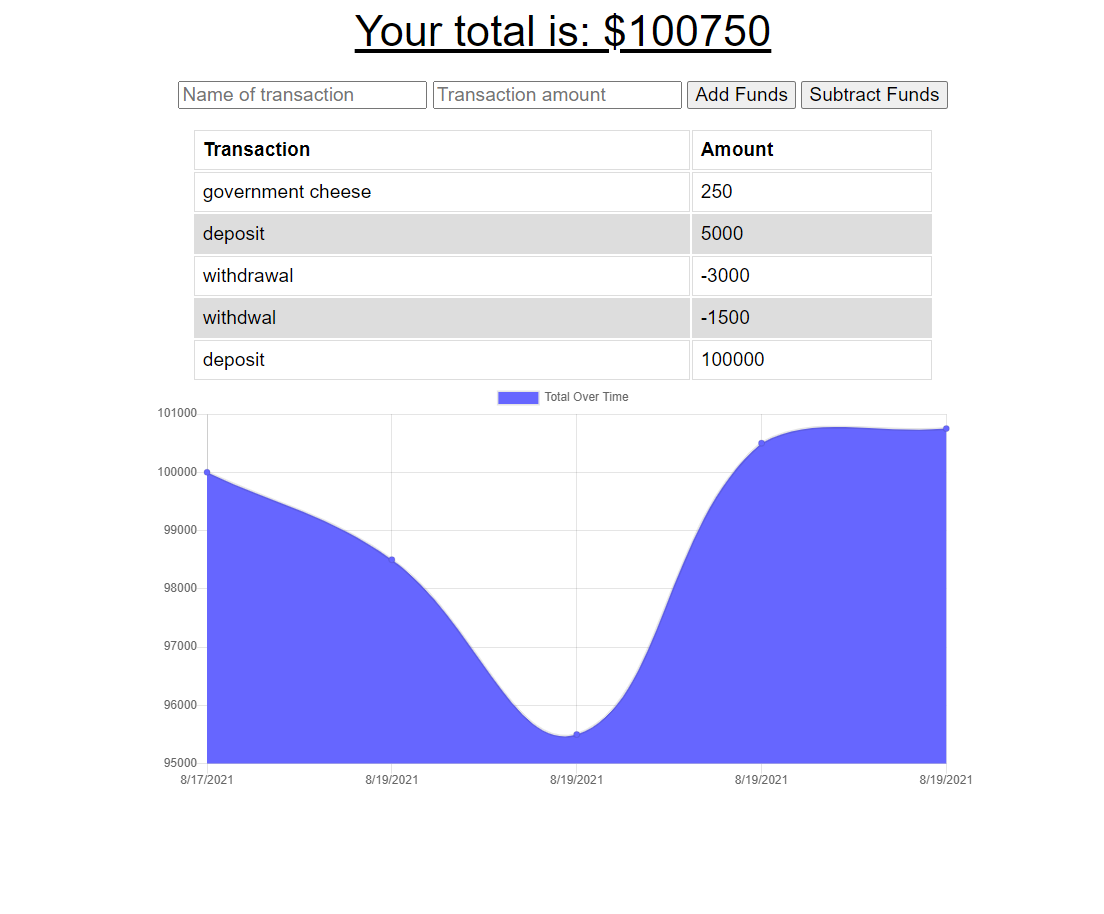 Your total is: $100750
Name of transaction Transaction amount Add Funds Subtract Funds
Transaction Amount
government cheese 250
deposit 5000
withdrawal -3000
withdwal -1500
deposit 100000
Total Over Time
101000
100000
99000
98000
97000
96000
95000
8/17/2021 8/19/2021 8/19/2021 8/19/2021 8/19/2021